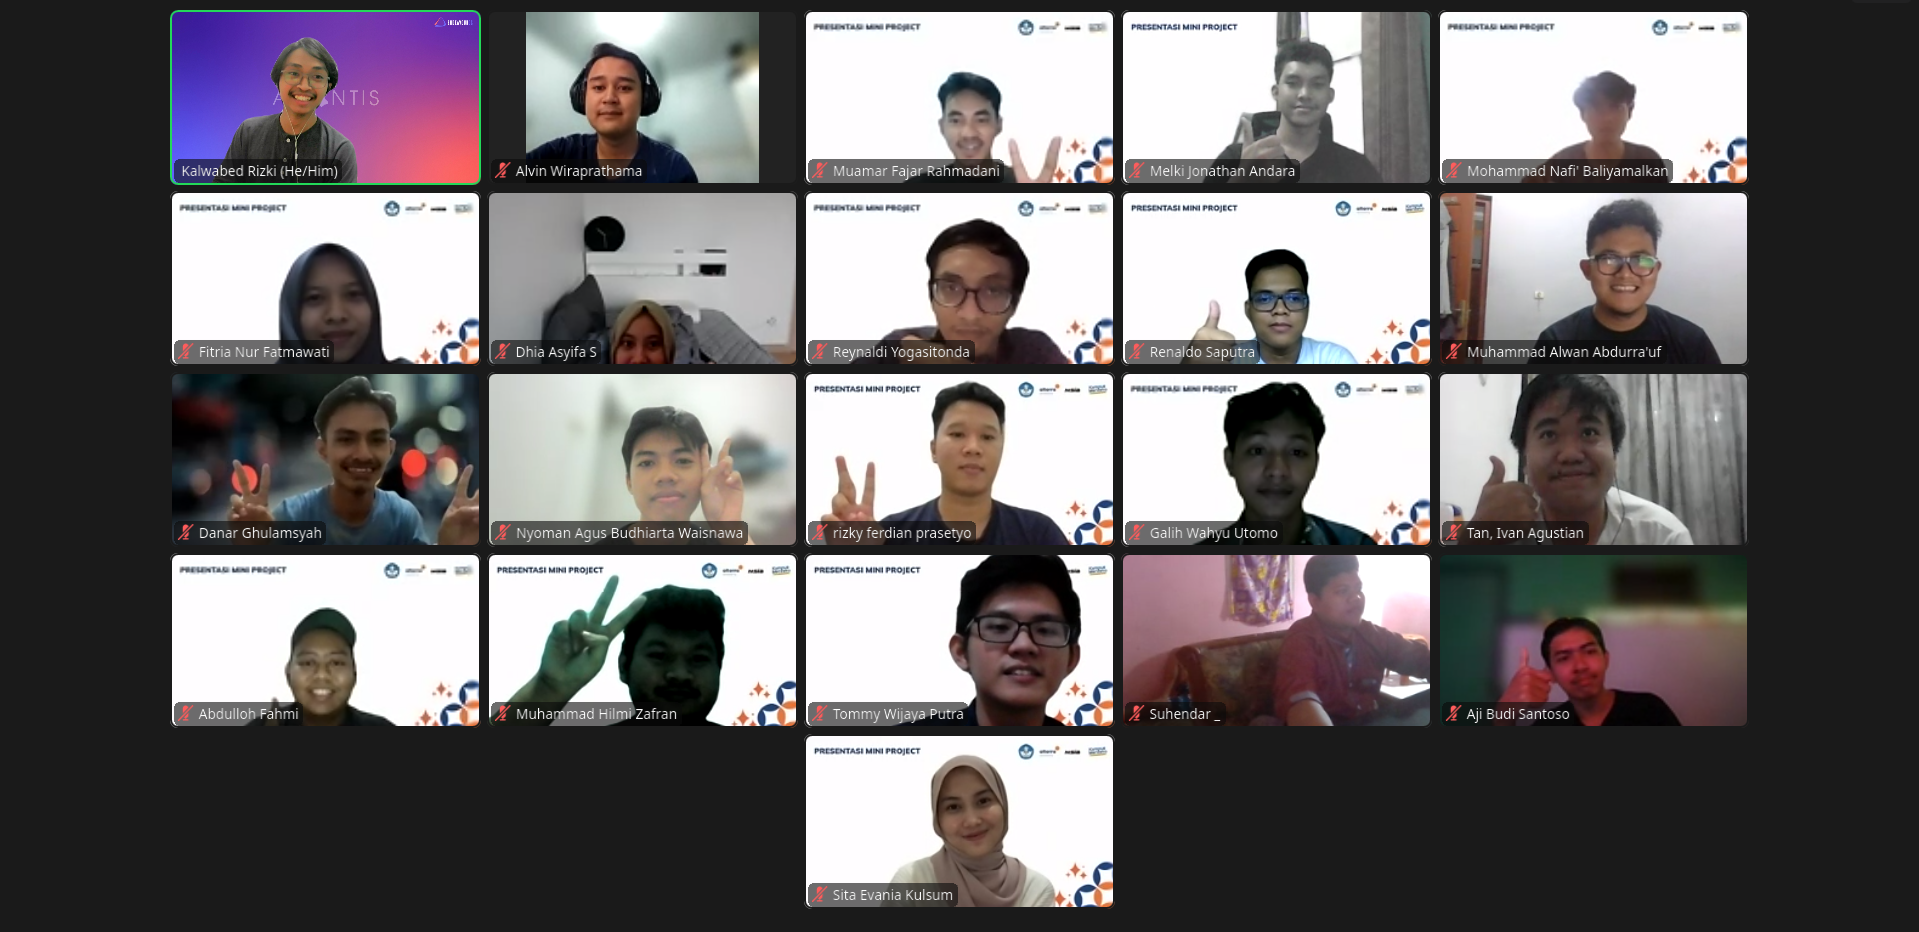 A NTIS
Kalwabed Rizki (He/Him)
Alvin Wiraprathama
PRESENTASI MINI PROJECT
Muamar Fajar Rahmadani
PRESENTASI MINI PROJECT
Melki Jonathan Andara
PRESENTASI MINI PROJECT
Mohammad Nafi' Baliyamalkan
PRESENTASI MINI PROJECT
Fitria Nur Fatmawati
Dhia Asyifa S
PRESENTASI MINI PROJECT
Reynaldi Yogasitonda
PRESENTASI MINI PROJECT
Renaldo Saputra
Muhammad Alwan Abdurra'uf
Danar Ghulamsyah
Nyoman Agus Budhiarta Waisnawa
PRESENTASI MINI PROJECT
rizky ferdian prasetyo
PRESENTASI MINI PROJECT
Galih Wahyu Utomo
Tan, Ivan Agustian
PRESENTASI MINI PROJECT
Abdulloh Fahmi
PRESENTASI MINI PROJECT
Muhammad Hilmi Zafran
PRESENTASI MINI PROJECT
Tommy Wijaya Putra
Suhendar _
Aji Budi Santoso
PRESENTASI MINI PROJECT
Sita Evania Kulsum